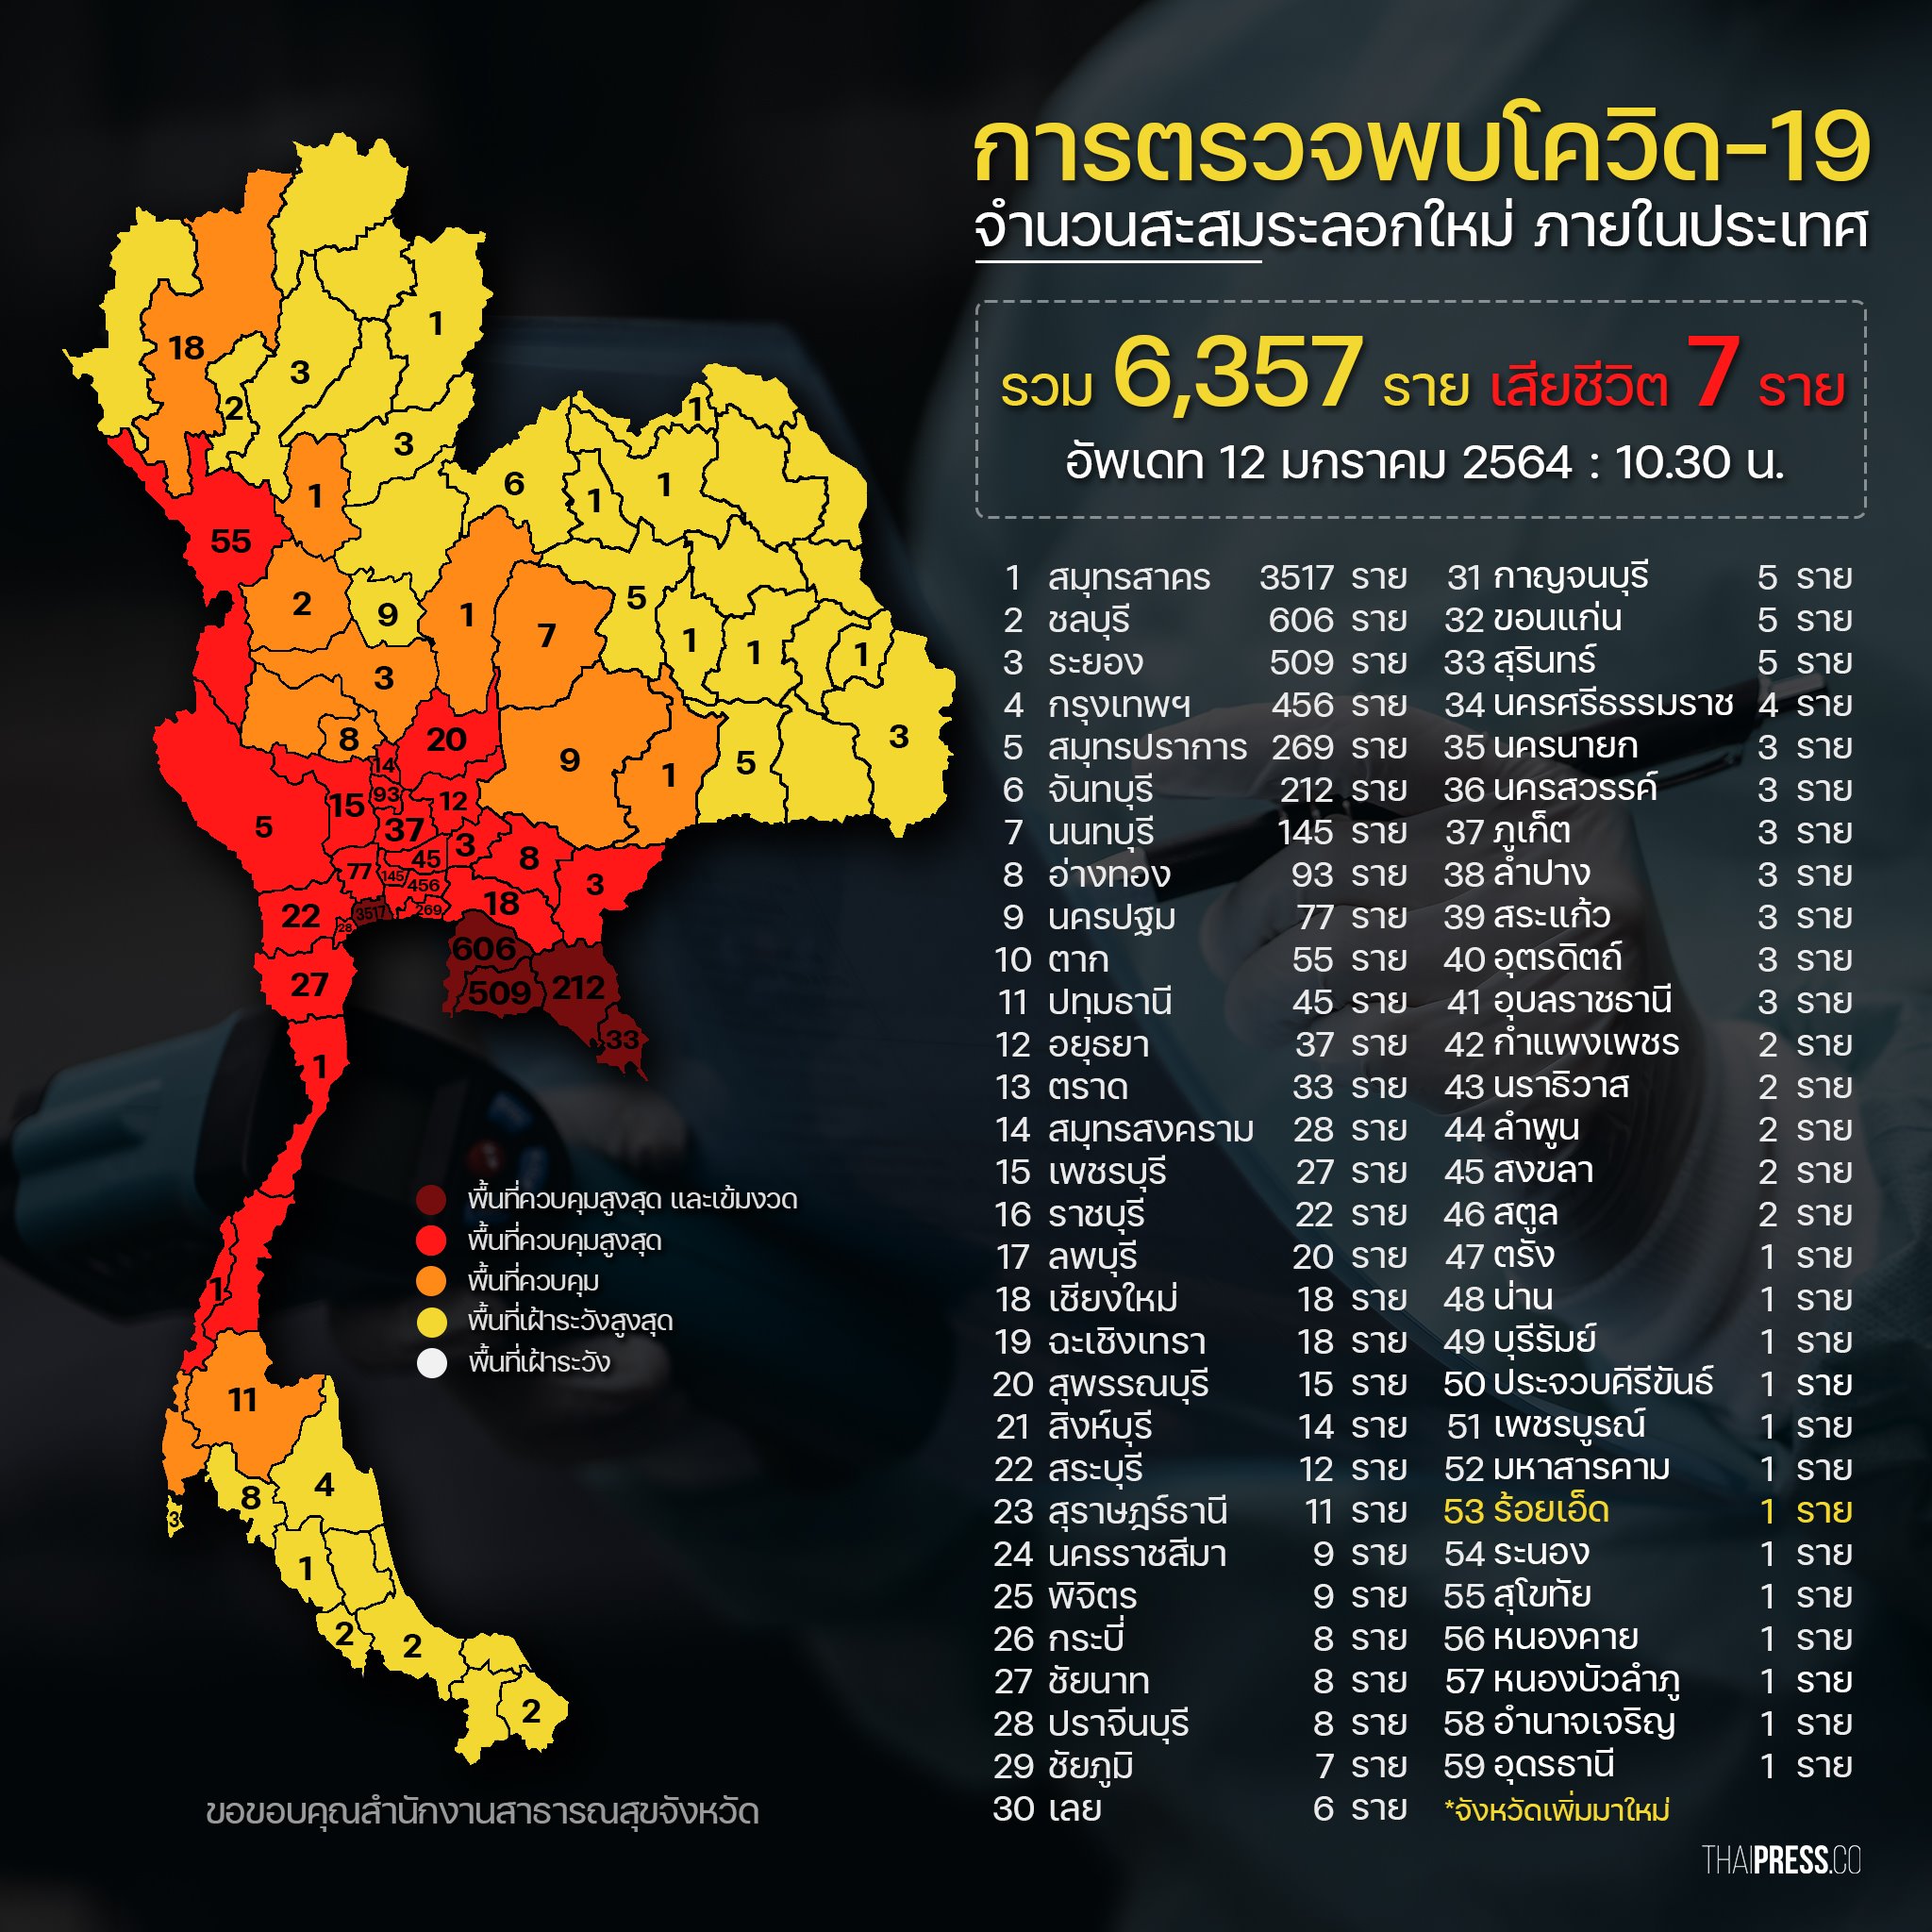 การตรวจพบโควิด-19
จำนวนสะสมระลอกใหม่ ภายในประเทศ
รวม 6,357 ราย เสียชีวิต 7 ราย
อัพเดท 12 มกราคม 2564 : 10.30 น.
1 สมุทรสาคร 3517 ราย
2 ชลบุรี 606 ราย
3 ระยอง 509 ราย
4 กรุงเทพฯ 456 ราย
5 สมุทรปราการ 269 ราย
6 จันทบุรี 212 ราย
7 นนทบุรี 145 ราย
8 อ่างทอง 93 ราย
9 นครปฐม 77 ราย
10 ตาก 55 ราย
11 ปทุมธานี 45 ราย
12 อยุธยา 37 ราย
13 ตราด 33 ราย
14 สมุทรสงคราม 28 ราย
15 เพชรบุรี 27 ราย
16 ราชบุรี 22 ราย
17 ลพบุรี 20 ราย
18 เชียงใหม่ 18 ราย
19 ฉะเชิงเทรา 18 ราย
20 สุพรรณบุรี 15 ราย
21 สิงห์บุรี 14 ราย
22 สระบุรี 12 ราย
23 สุราษฎร์ธานี 11 ราย
24 นครราชสีมา 9 ราย
25 พิจิตร 9 ราย
26 กระบี่ 8 ราย
27 ชัยนาท 8 ราย
28 ปราจีนบุรี 8 ราย
29 ชัยภูมิ 7 ราย
30 เลย 6 ราย
31 กาญจนบุรี 5 ราย
32 ขอนแก่น 5 ราย
33 สุรินทร์ 5 ราย
34 นครศรีธรรมราช 4 ราย
35 นครนายก 3 ราย
36 นครสวรรค์ 3 ราย
37 ภูเก็ต 3 ราย
38 ลำปาง 3 ราย
39 สระแก้ว 3 ราย
40 อุตรดิตถ์ 3 ราย
41 อุบลราชธานี 3 ราย
42 กำแพงเพชร 2 ราย
43 นราธิวาส 2 ราย
44 ลำพูน 2 ราย
45 สงขลา 2 ราย
46 สตูล 2 ราย
47 ตรัง 1 ราย
48 น่าน 1 ราย
49 บุรีรัมย์ 1 ราย
50 ประจวบคีรีขันธ์ 1 ราย
51 เพชรบูรณ์ 1 ราย
52 มหาสารคาม 1 ราย
53 ร้อยเอ็ด 1 ราย
54 ระนอง 1 ราย
55 สุโขทัย 1 ราย
56 หนองคาย 1 ราย
57 หนองบัวลำภู 1 ราย
58 อำนาจเจริญ 1 ราย
59 อุดรธานี 1 ราย
*จังหวัดเพิ่มมาใหม่
1
18
3
2
1
3
6
1
1
1
55
2
9
1
7
5
1
1
1
3
8
20
9
1
5
3
14
15
93
12
5
37
3
8
45
77
145
456
3
22
28
3517
269
18
606
27
509
212
33
1
1
11
8
4
3
1
2
2
2
พื้นที่ควบคุมสูงสุด และเข้มงวด
พื้นที่ควบคุมสูงสุด
พื้นที่ควบคุม
พื้นที่เฝ้าระวังสูงสุด
พื้นที่เฝ้าระวัง
ขอขอบคุณสำนักงานสาธารณสุขจังหวัด
THAIPRESS.CO